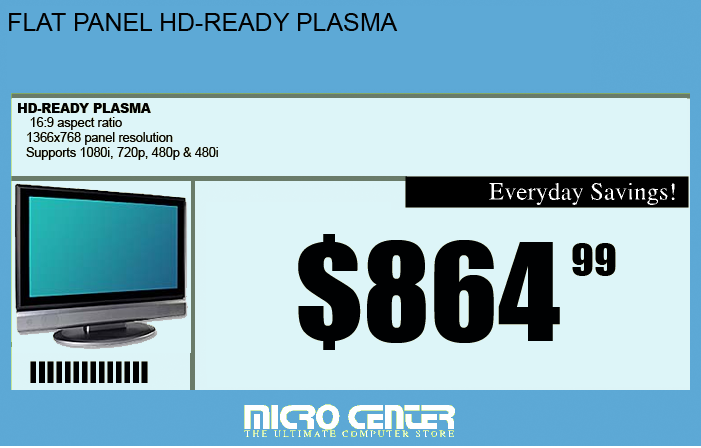 FLAT PANEL HD-READY PLASMA
HD-READY PLASMA
16:9 aspect ratio
1366x768 panel resolution
Supports 1080i, 720p, 480p & 480i
Everyday Savings!
$864 99
MICRO CENTER
THE ULTIMATE COMPUTER STORE